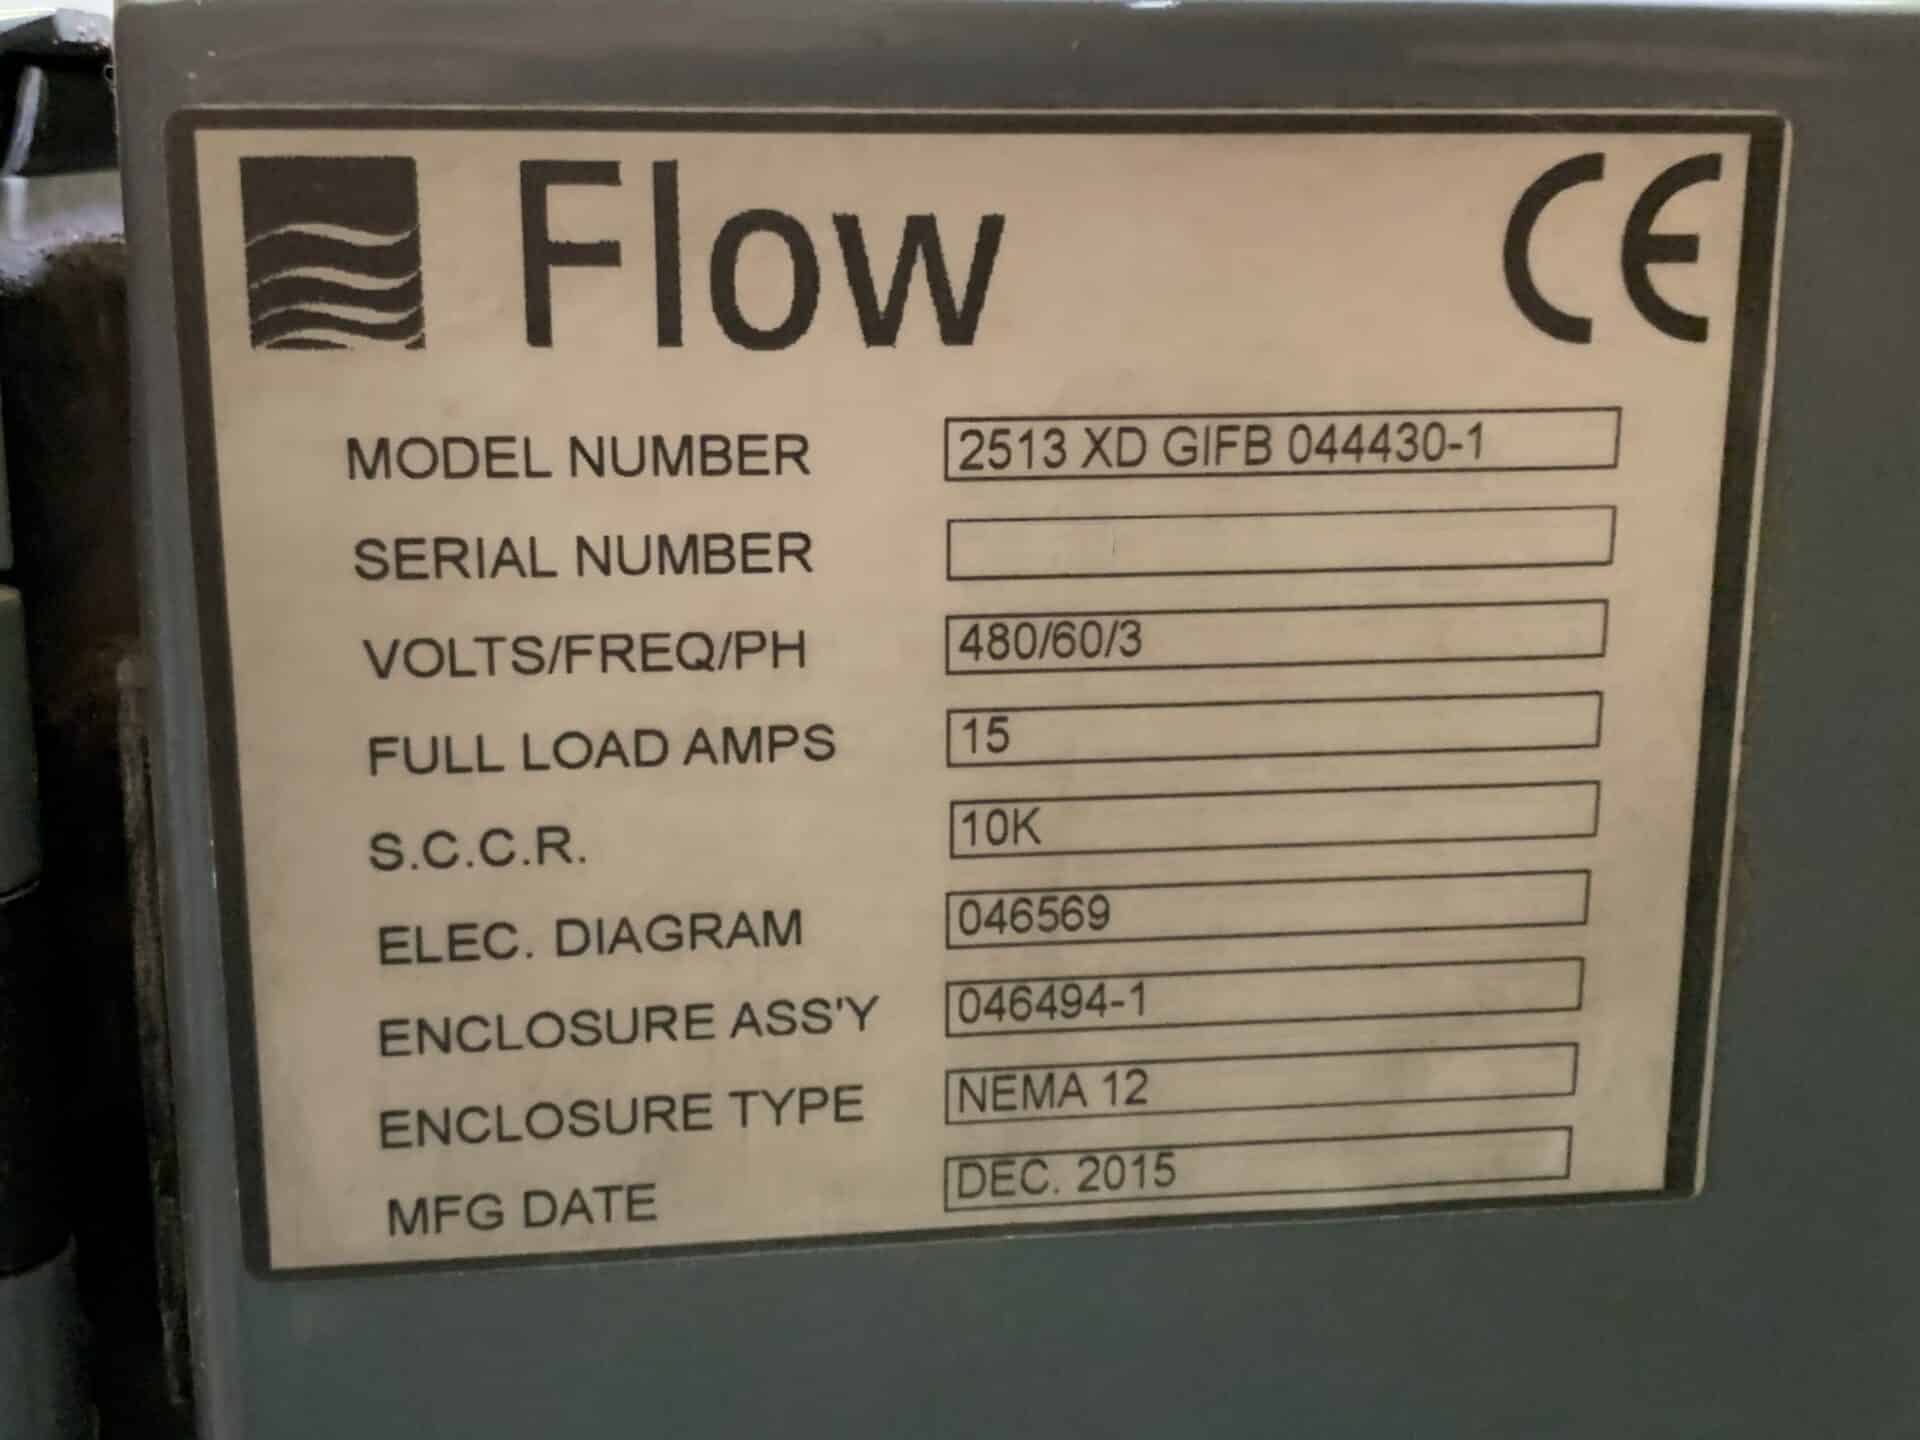 Flow CE
MODEL NUMBER 2513 XD GIFB 044430-1
SERIAL NUMBER
VOLTS/FREQ/PH 480/60/3
FULL LOAD AMPS 15
S.C.C.R. 10K
ELEC. DIAGRAM 046569
ENCLOSURE ASS'Y 046494-1
ENCLOSURE TYPE NEMA 12
MFG DATE DEC. 2015